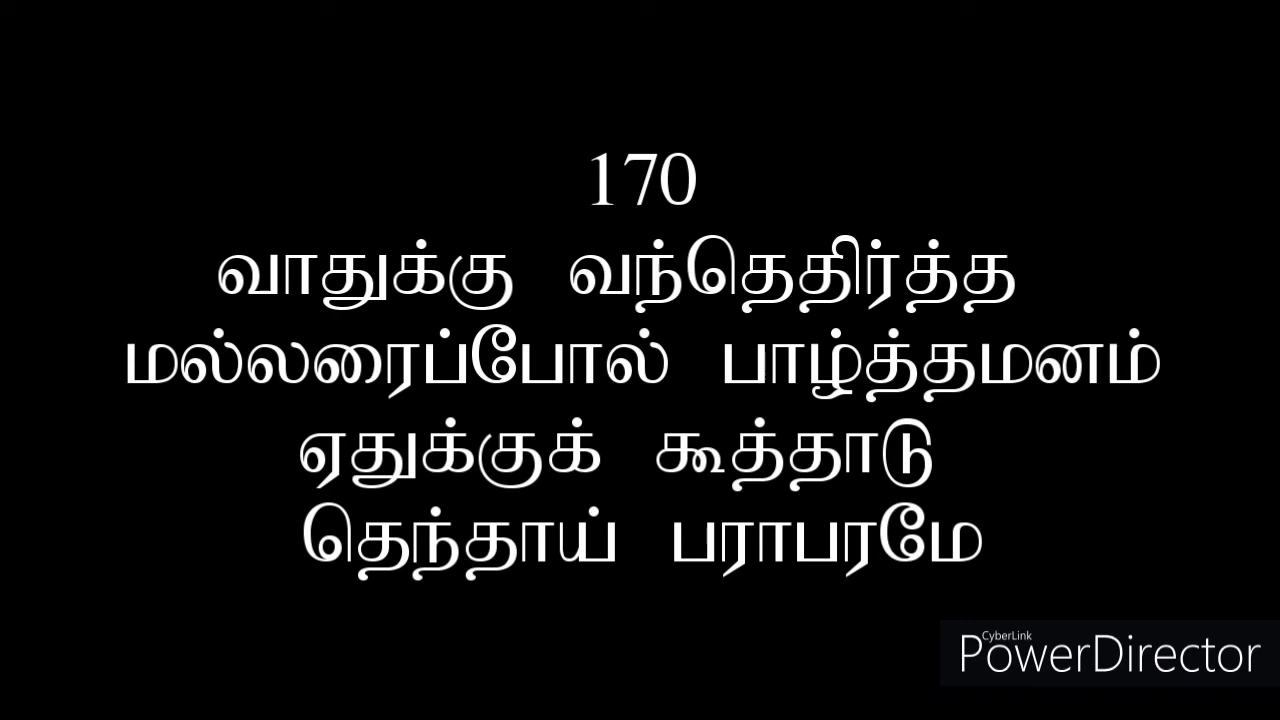 170
வாதுக்கு வந்தெதிர்த்த
மல்லரைப்போல் பாழ்த்தமனம்
ஏதுக்குக் கூத்தாடு
தெந்தாய் பராபரமே
CyberLink
PowerDirector